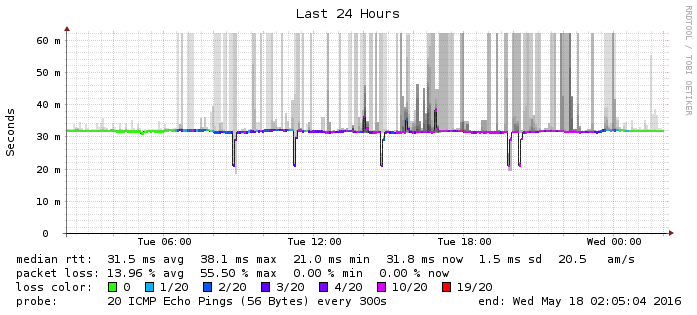 Last 24 Hours
RRDTOOL / TOBI OETIKER
Seconds
60 m
50 m
40 m
30 m
20 m
10 m
0
Tue 06:00 Tue 12:00 Tue 18:00 Wed 00:00
median rtt: 31.5 ms avg 38.1 ms max 21.0 ms min 31.8 ms now 1.5 ms sd 20.5 am/s
packet loss: 13.96 % avg 55.50 % max 0.00 % min 0.00 % now
loss color: 0 1/20 2/20 3/20 4/20 10/20 19/20
probe: 20 ICMP Echo Pings (56 Bytes) every 300s end: Wed May 18 02:05:04 2016